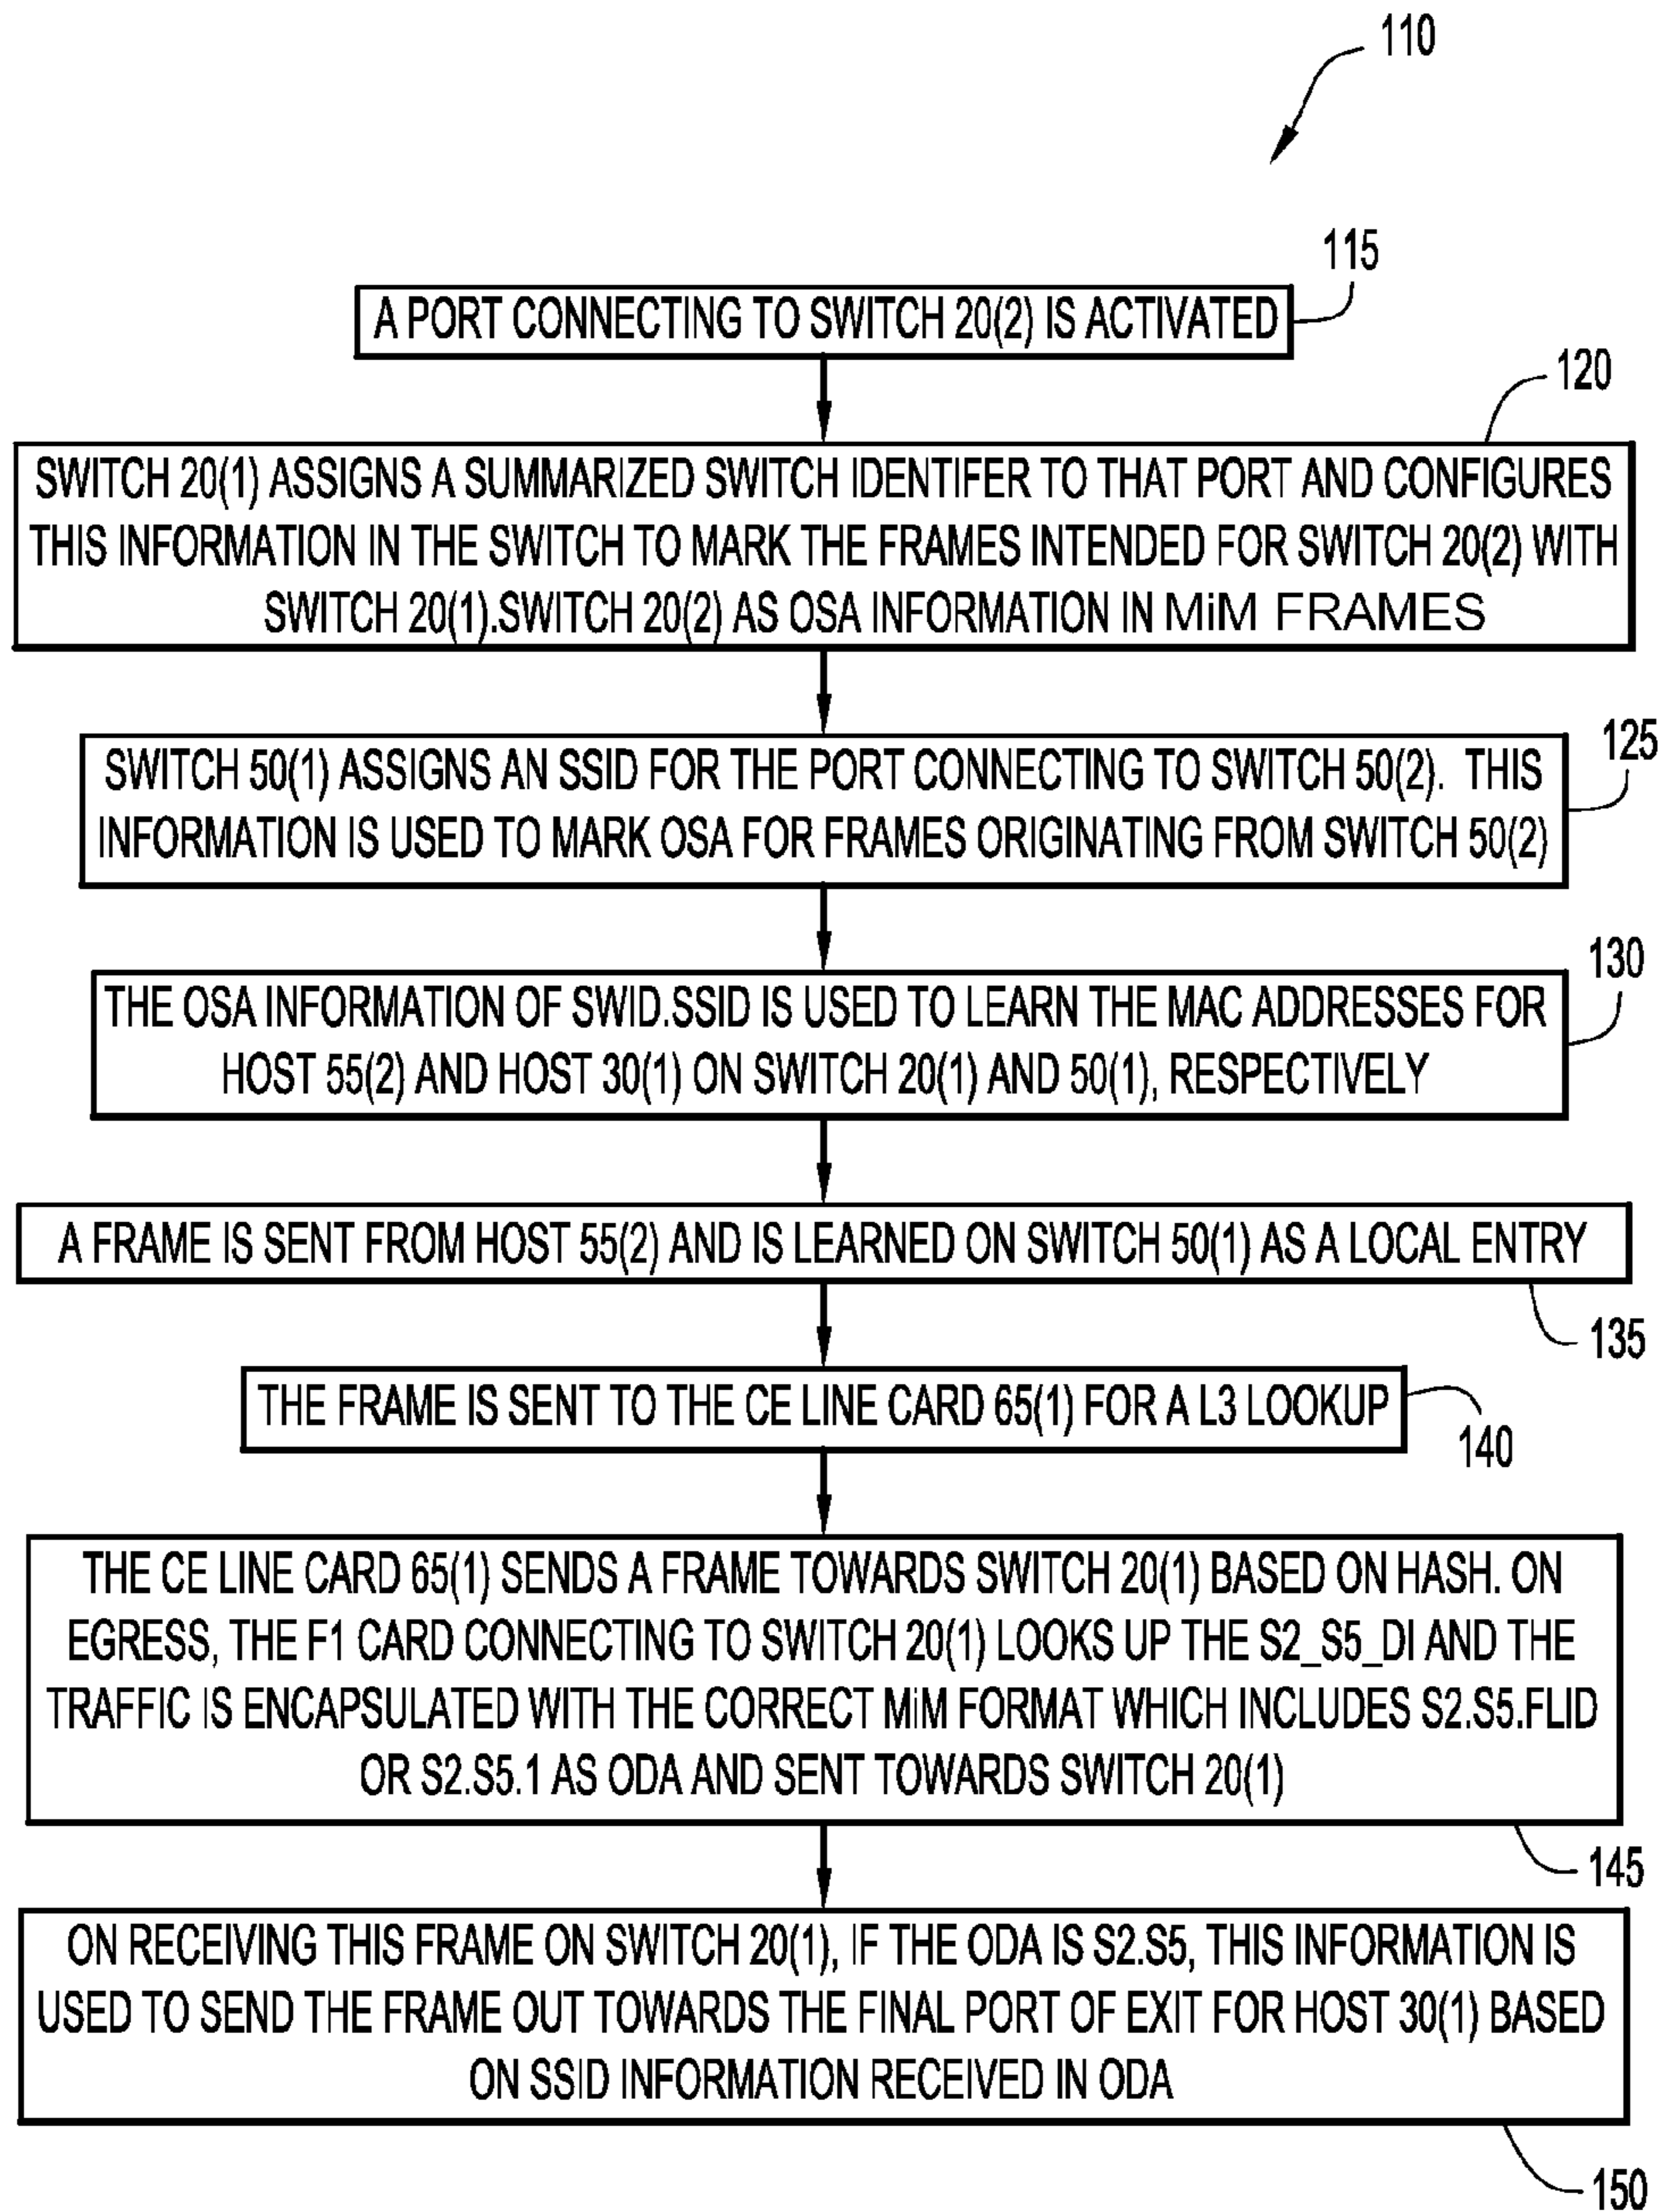 110
115
A PORT CONNECTING TO SWITCH 20(2) IS ACTIVATED
120
SWITCH 20(1) ASSIGNS A SUMMARIZED SWITCH IDENTIFER TO THAT PORT AND CONFIGURES
THIS INFORMATION IN THE SWITCH TO MARK THE FRAMES INTENDED FOR SWITCH 20(2) WITH
SWITCH 20(1).SWITCH 20(2) AS OSA INFORMATION IN MiM FRAMES
125
SWITCH 50(1) ASSIGNS AN SSID FOR THE PORT CONNECTING TO SWITCH 50(2). THIS
INFORMATION IS USED TO MARK OSA FOR FRAMES ORIGINATING FROM SWITCH 50(2)
130
THE OSA INFORMATION OF SWID.SSID IS USED TO LEARN THE MAC ADDRESSES FOR
HOST 55(2) AND HOST 30(1) ON SWITCH 20(1) AND 50(1), RESPECTIVELY
A FRAME IS SENT FROM HOST 55(2) AND IS LEARNED ON SWITCH 50(1) AS A LOCAL ENTRY
135
THE FRAME IS SENT TO THE CE LINE CARD 65(1) FOR A L3 LOOKUP
140
THE CE LINE CARD 65(1) SENDS A FRAME TOWARDS SWITCH 20(1) BASED ON HASH. ON
EGRESS, THE F1 CARD CONNECTING TO SWITCH 20(1) LOOKS UP THE S2_S5_DI AND THE
TRAFFIC IS ENCAPSULATED WITH THE CORRECT MiM FORMAT WHICH INCLUDES S2.S5.FLID
OR S2.S5.1 AS ODA AND SENT TOWARDS SWITCH 20(1)
145
ON RECEIVING THIS FRAME ON SWITCH 20(1), IF THE ODA IS S2.S5, THIS INFORMATION IS
USED TO SEND THE FRAME OUT TOWARDS THE FINAL PORT OF EXIT FOR HOST 30(1) BASED
ON SSID INFORMATION RECEIVED IN ODA
150